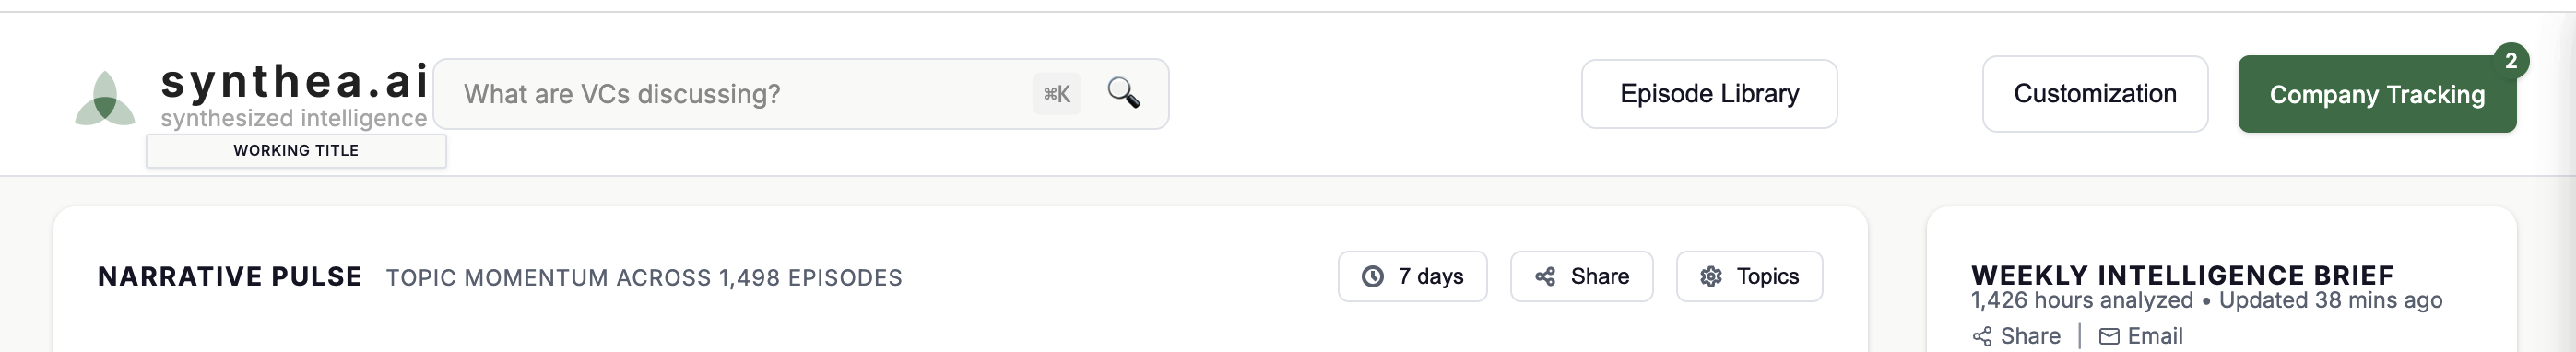 synthea.ai
synthesized intelligence
WORKING TITLE
What are VCs discussing?
⌘K
Episode Library
Customization
Company Tracking
2
NARRATIVE PULSE TOPIC MOMENTUM ACROSS 1,498 EPISODES
7 days
Share
Topics
WEEKLY INTELLIGENCE BRIEF
1,426 hours analyzed • Updated 38 mins ago
Share | Email